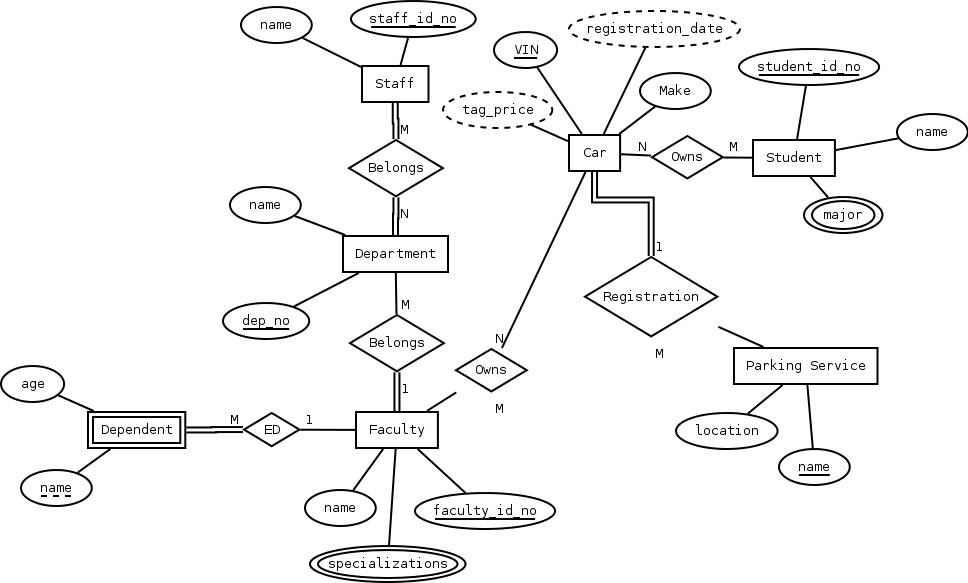 staff_id_no
name
registration_date
VIN
student_id_no
Staff
Make
tag_price
M
name
Car
N
Owns
M
Student
Belongs
name
N
major
1
Department
Registration
M
dep_no
N
M
Belongs
Parking Service
Owns
age
1
M
M
1
Dependent
ED
Faculty
location
name
name
name
faculty_id_no
specializations